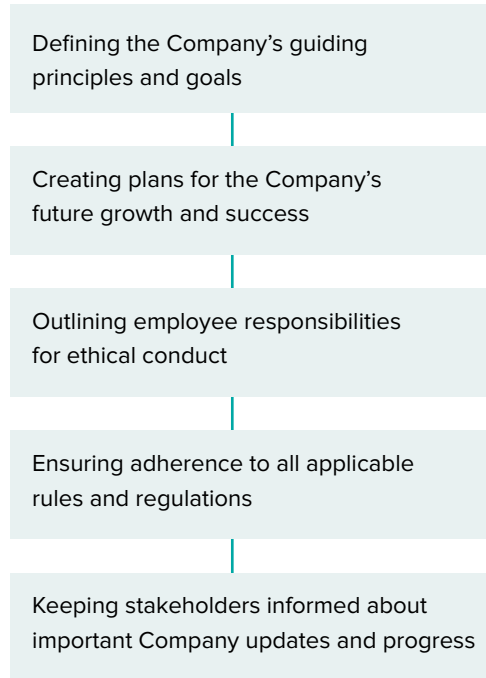 Defining the Company’s guiding
principles and goals
Creating plans for the Company’s
future growth and success
Outlining employee responsibilities
for ethical conduct
Ensuring adherence to all applicable
rules and regulations
Keeping stakeholders informed about
important Company updates and progress